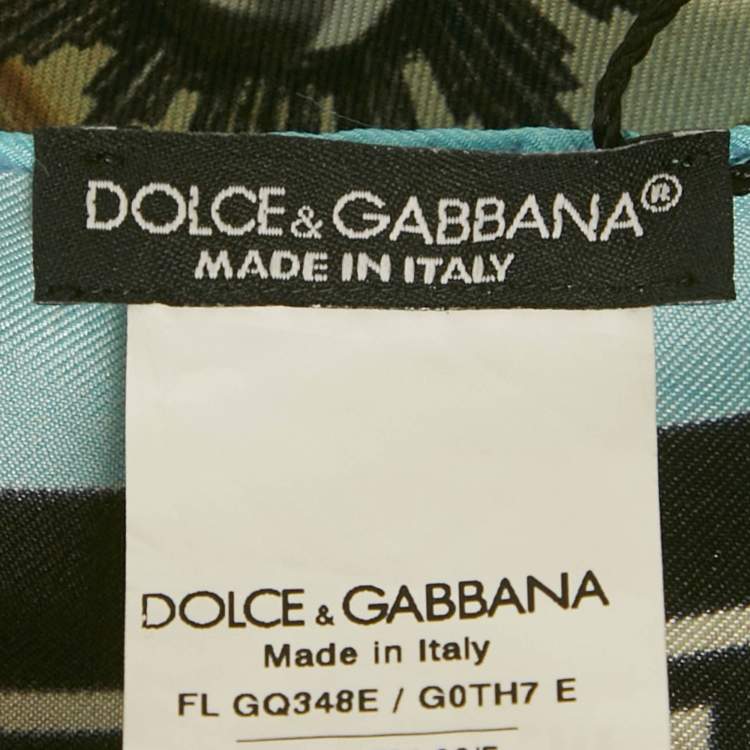 DOLCE&GABBANA®
MADE IN ITALY
DOLCE & GABBANA
Made in Italy
FL GQ348E / G0TH7 E